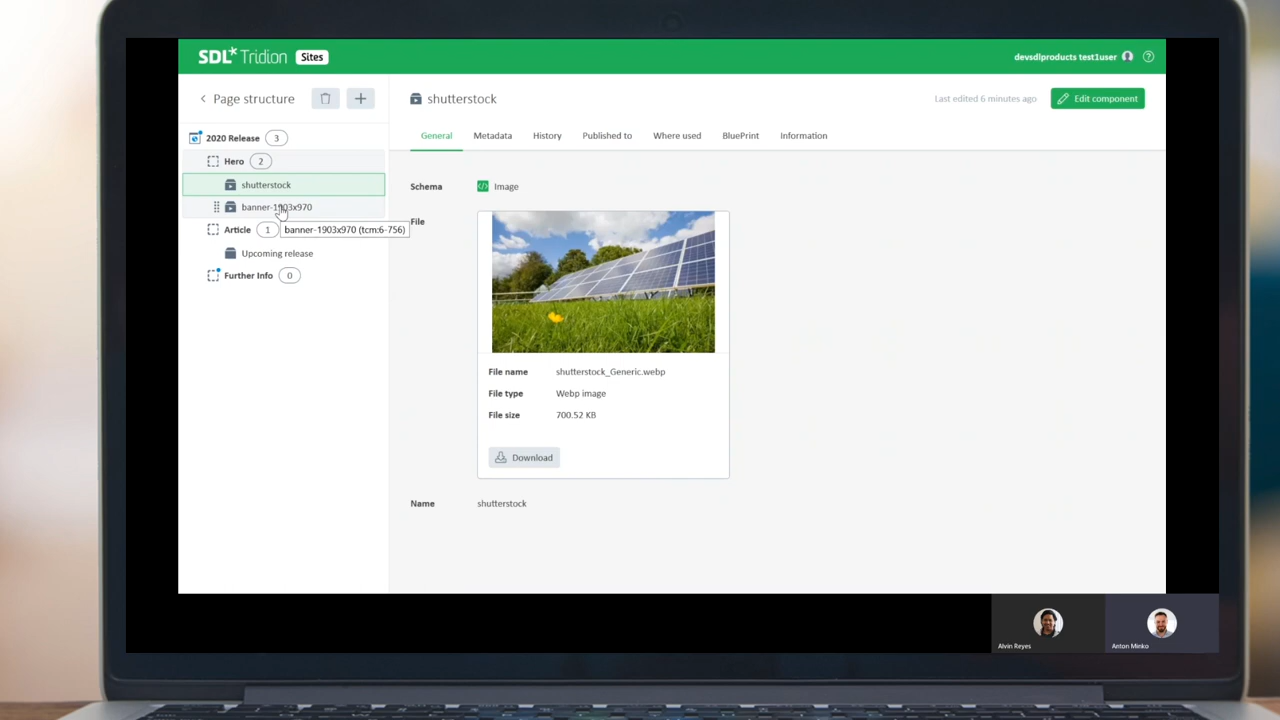 SDL* Tridion Sites
devsdlproducts test1user
Page structure
shutterstock
Last edited 6 minutes ago
Edit component
2020 Release 3
General Metadata History Published to Where used BluePrint Information
Hero 2
shutterstock
banner-1903x970
Article 1
banner-1903x970 (tcm:6-756)
Upcoming release
Further Info 0
Schema Image
File
File name shutterstock_Generic.webp
File type Webp image
File size 700.52 KB
Download
Name shutterstock
Alvin Reyes
Anton Minko